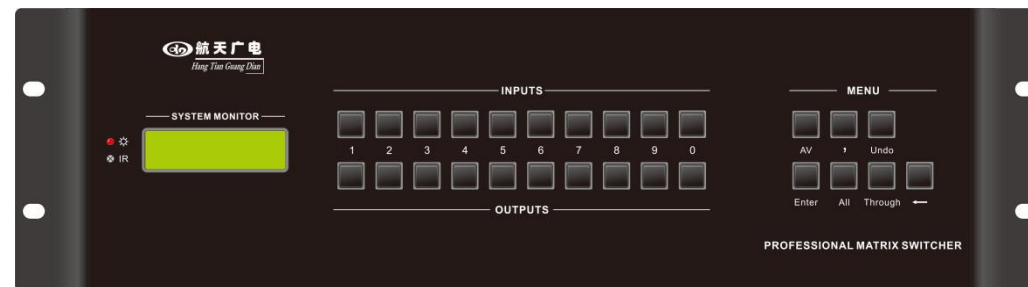 航天广电
Hang Tian Guang Dian
SYSTEM MONITOR
IR
INPUTS
1 2 3 4 5 6 7 8 9 0
OUTPUTS
MENU
AV , Undo
Enter All Through ←
PROFESSIONAL MATRIX SWITCHER